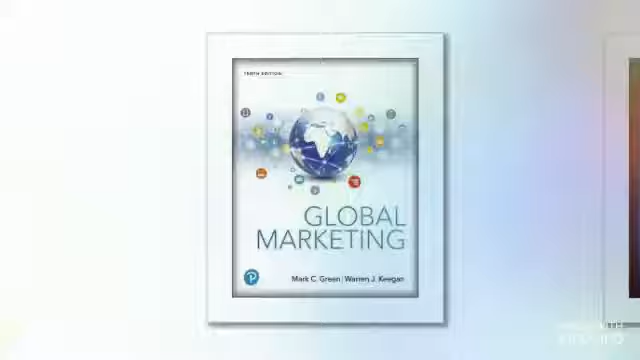 TENTH EDITION
GLOBAL
MARKETING
Mark C. Green | Warren J. Keegan
P